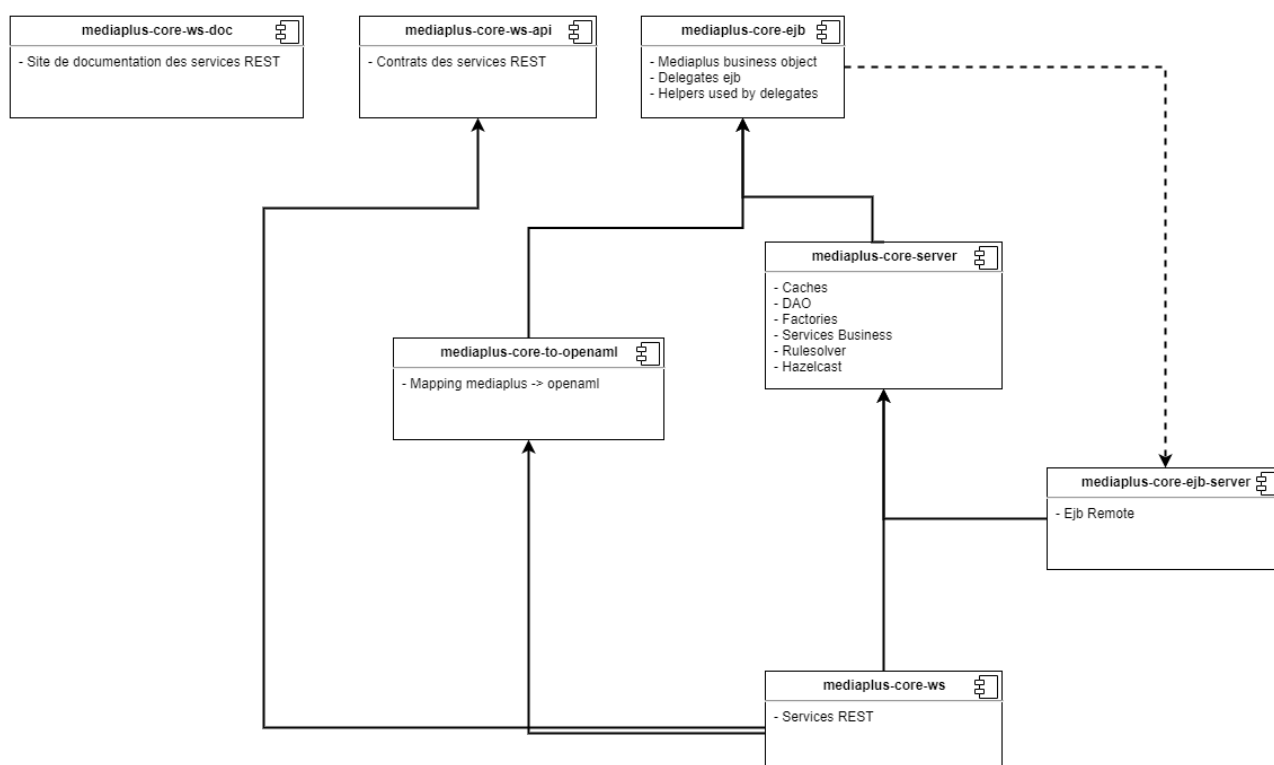 mediaplus-core-ws-doc
- Site de documentation des services REST
mediaplus-core-ws-api
- Contrats des services REST
mediaplus-core-ejb
- Mediaplus business object
- Delegates ejb
- Helpers used by delegates
mediaplus-core-server
- Caches
- DAO
- Factories
- Services Business
- Rulesolver
- Hazelcast
mediaplus-core-to-openaml
- Mapping mediaplus -> openaml
mediaplus-core-ejb-server
- Ejb Remote
mediaplus-core-ws
- Services REST